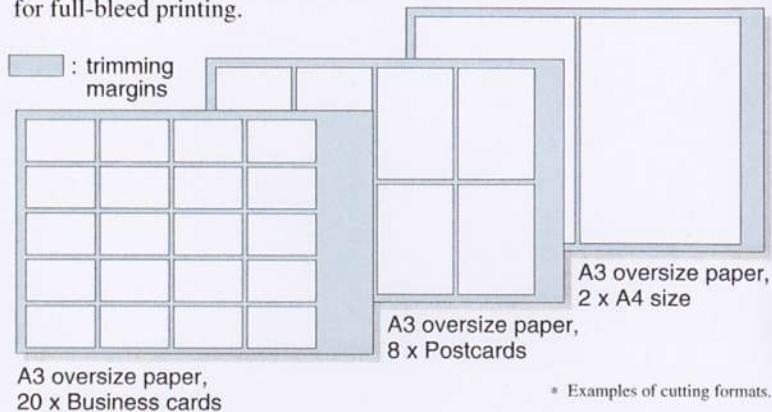 for full-bleed printing.
: trimming
margins
A3 oversize paper,
2 x A4 size
A3 oversize paper,
8 x Postcards
A3 oversize paper,
20 x Business cards
* Examples of cutting formats.